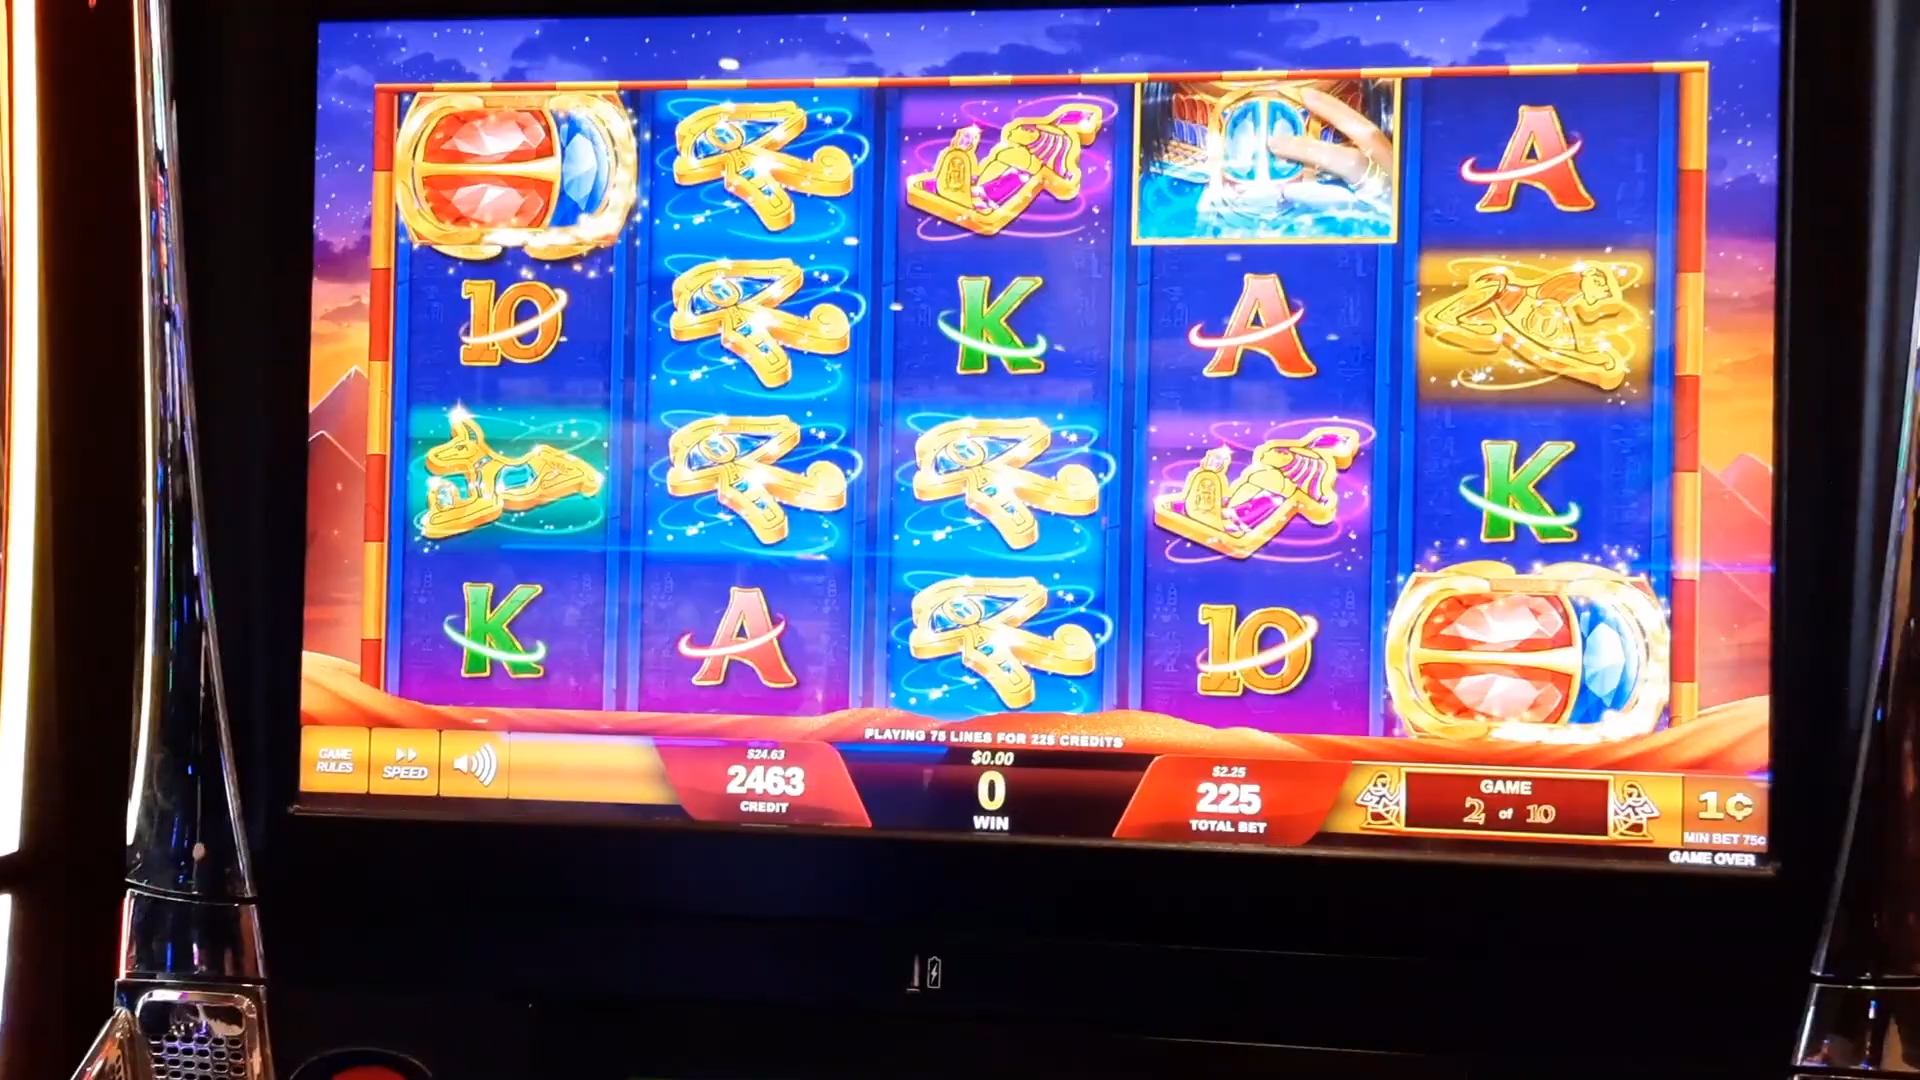 A
10
K
A
K
K
A
10
PLAYING 75 LINES FOR 225 CREDITS
GAME RULES
SPEED
$24.63
2463
CREDIT
$0.00
0
WIN
$2.25
225
TOTAL BET
GAME
2 of 10
1¢
MIN BET 75¢
GAME OVER